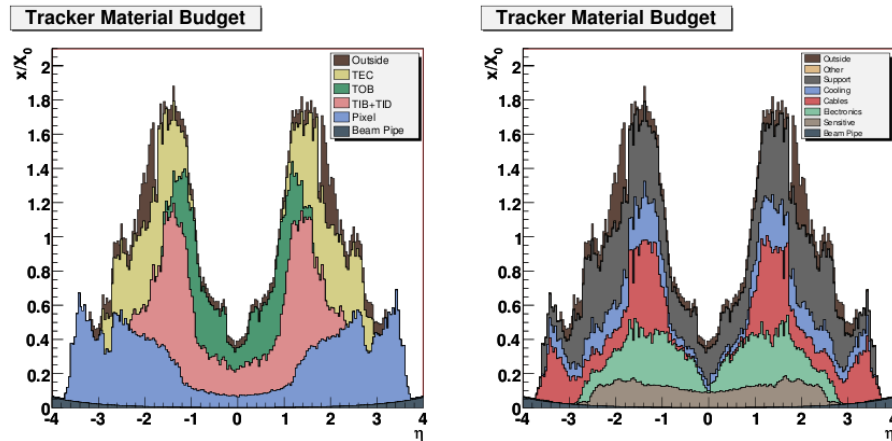 Tracker Material Budget
x/X0
Outside
TEC
TOB
TIB+TID
Pixel
Beam Pipe
1.8
1.6
1.4
1.2
1
0.8
0.6
0.4
0.2
0
-4 -3 -2 -1 0 1 2 3 4
η
Tracker Material Budget
x/X0
Outside
Other
Support
Cooling
Cables
Electronics
Sensitive
Beam Pipe
2
1.8
1.6
1.4
1.2
1
0.8
0.6
0.4
0.2
0
-4 -3 -2 -1 0 1 2 3 4
η